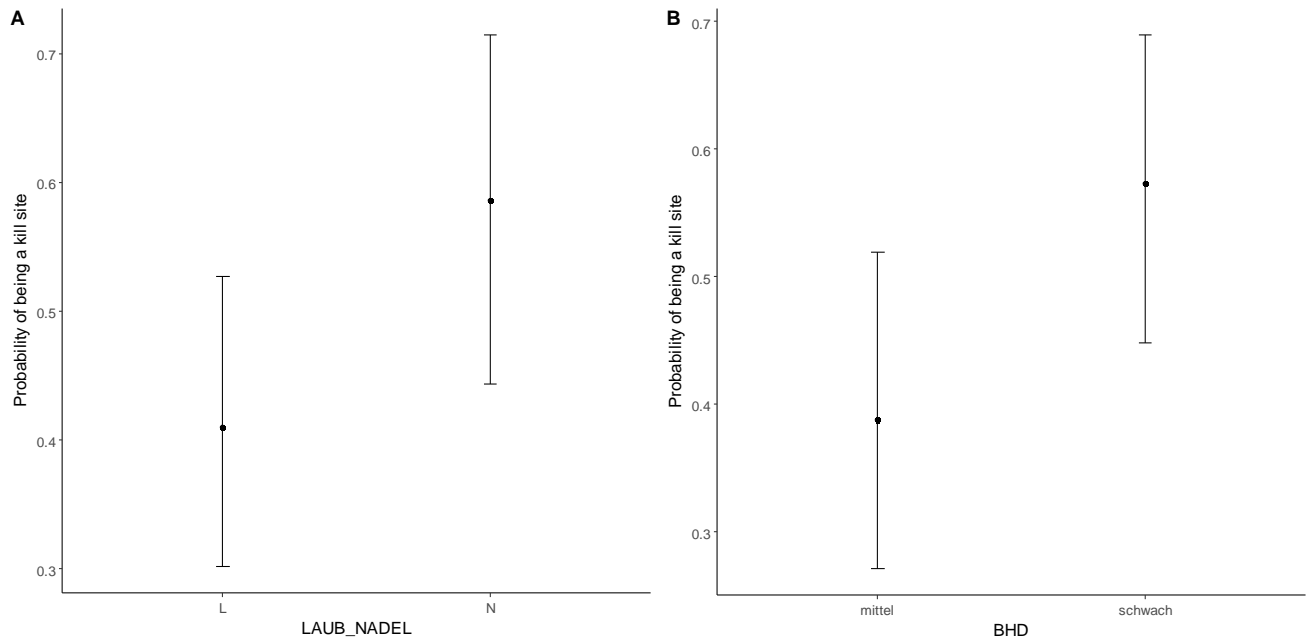 A
Probability of being a kill site
0.7
0.6
0.5
0.4
0.3
L
N
LAUB_NADEL
B
Probability of being a kill site
0.7
0.6
0.5
0.4
0.3
mittel
schwach
BHD